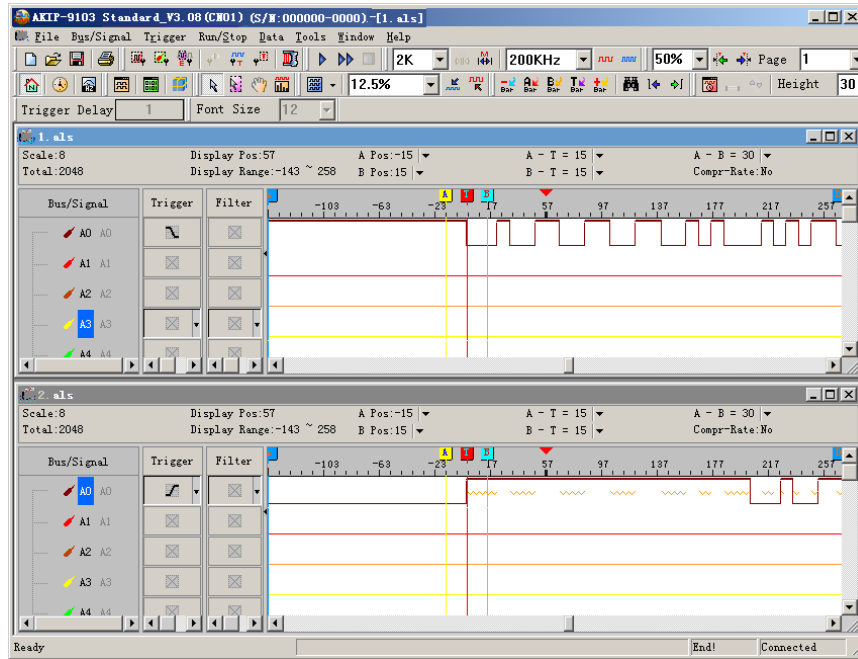 AKIP-9103 Standard_V3.08(CN01) (S/N:000000-0000)-[1.als]
File Bus/Signal Trigger Run/Stop Data Tools Window Help
2K 200KHz 50% Page 1
12.5% Bar Bar Bar Bar Bar Height 30
Trigger Delay 1 Font Size 12
1.als
Scale:8 Display Pos:57 A Pos:-15 A - T = 15 A - B = 30
Total:2048 Display Range:-143 ~ 258 B Pos:15 B - T = 15 Compr-Rate:No
A T B
Bus/Signal Trigger Filter -103 -63 -23 17 57 97 137 177 217 257
A0 A0
A1 A1
A2 A2
A3 A3
A4 A4
2.als
Scale:8 Display Pos:57 A Pos:-15 A - T = 15 A - B = 30
Total:2048 Display Range:-143 ~ 258 B Pos:15 B - T = 15 Compr-Rate:No
A T B
Bus/Signal Trigger Filter -103 -63 -23 17 57 97 137 177 217 257
A0 A0
A1 A1
A2 A2
A3 A3
A4 A4
Ready End! Connected